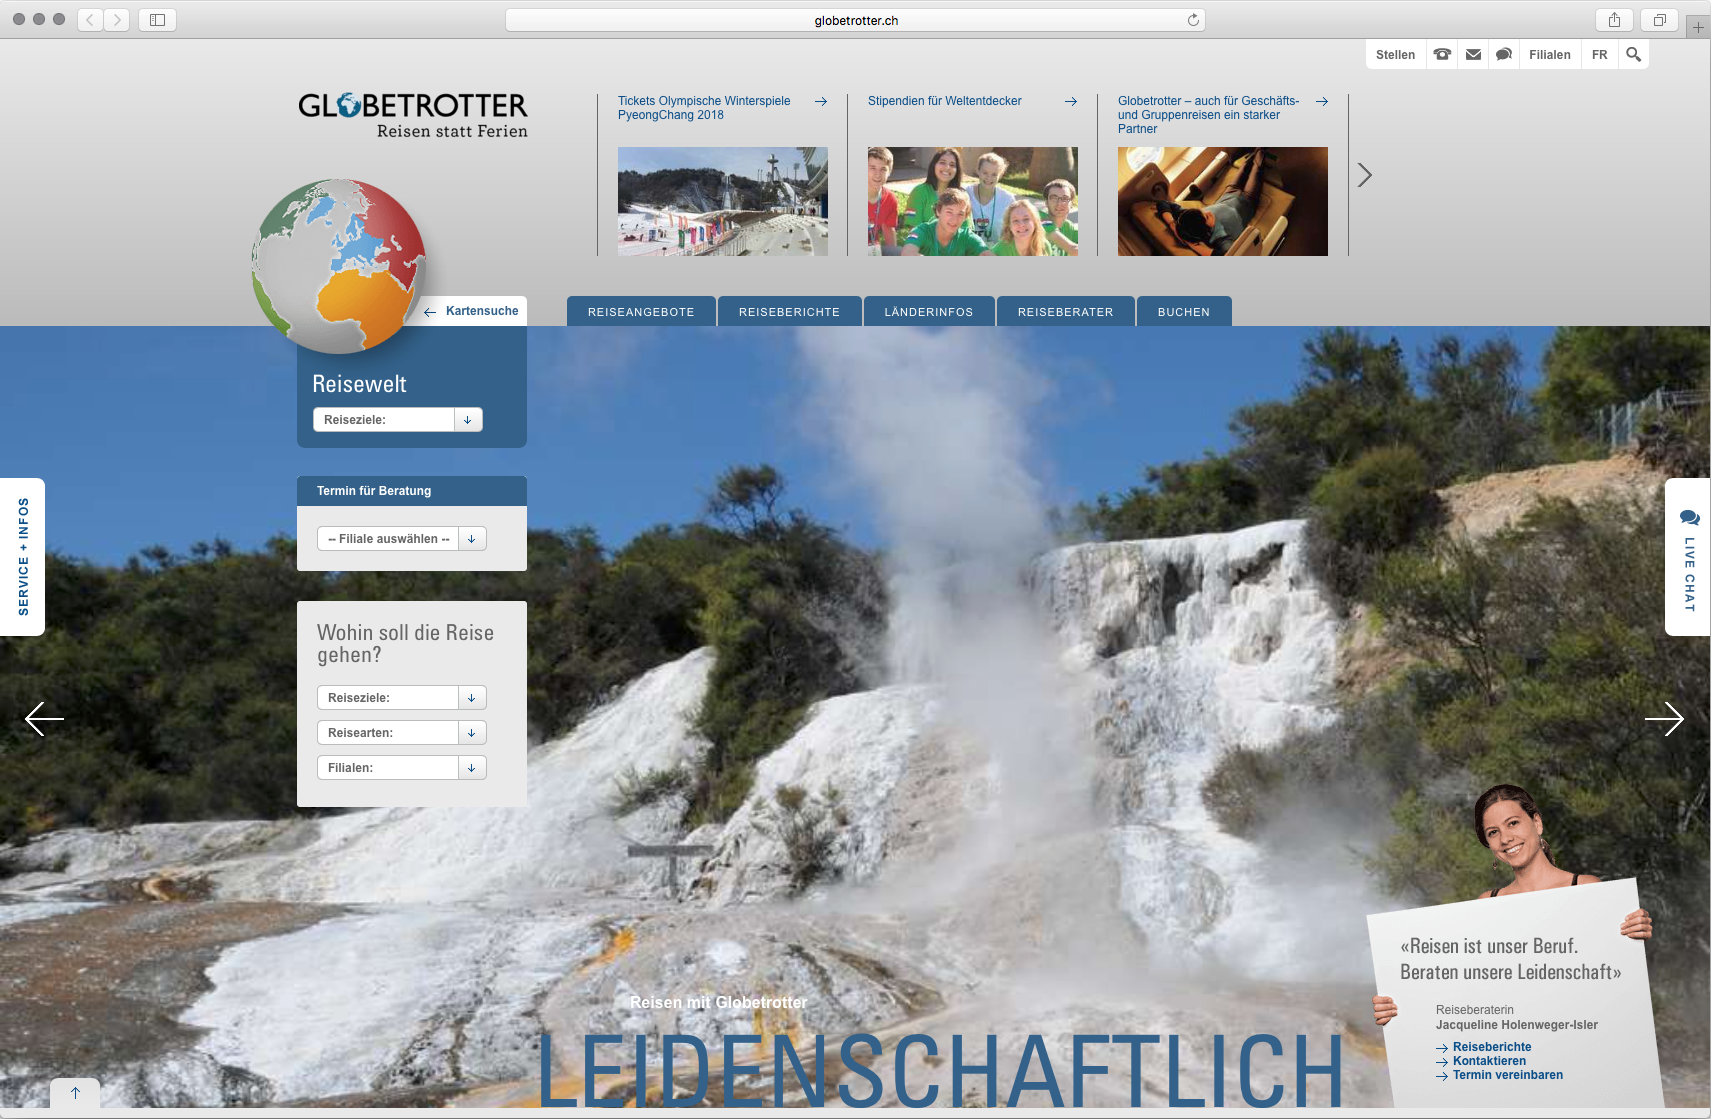 globetrotter.ch
Stellen
Filialen
FR
GLOBETROTTER
Reisen statt Ferien
Tickets Olympische Winterspiele
PyeongChang 2018
Stipendien für Weltentdecker
Globetrotter – auch für Geschäfts-
und Gruppenreisen ein starker
Partner
Kartensuche
REISEANGEBOTE
REISEBERICHTE
LÄNDERINFOS
REISEBERATER
BUCHEN
Reisewelt
Reiseziele:
Termin für Beratung
-- Filiale auswählen --
SERVICE + INFOS
LIVE CHAT
Wohin soll die Reise
gehen?
Reiseziele:
Reisearten:
Filialen:
«Reisen ist unser Beruf.
Beraten unsere Leidenschaft»
Reiseberaterin
Jacqueline Holenweger-Isler
Reiseberichte
Kontaktieren
Termin vereinbaren
Reisen mit Globetrotter
LEIDENSCHAFTLICH